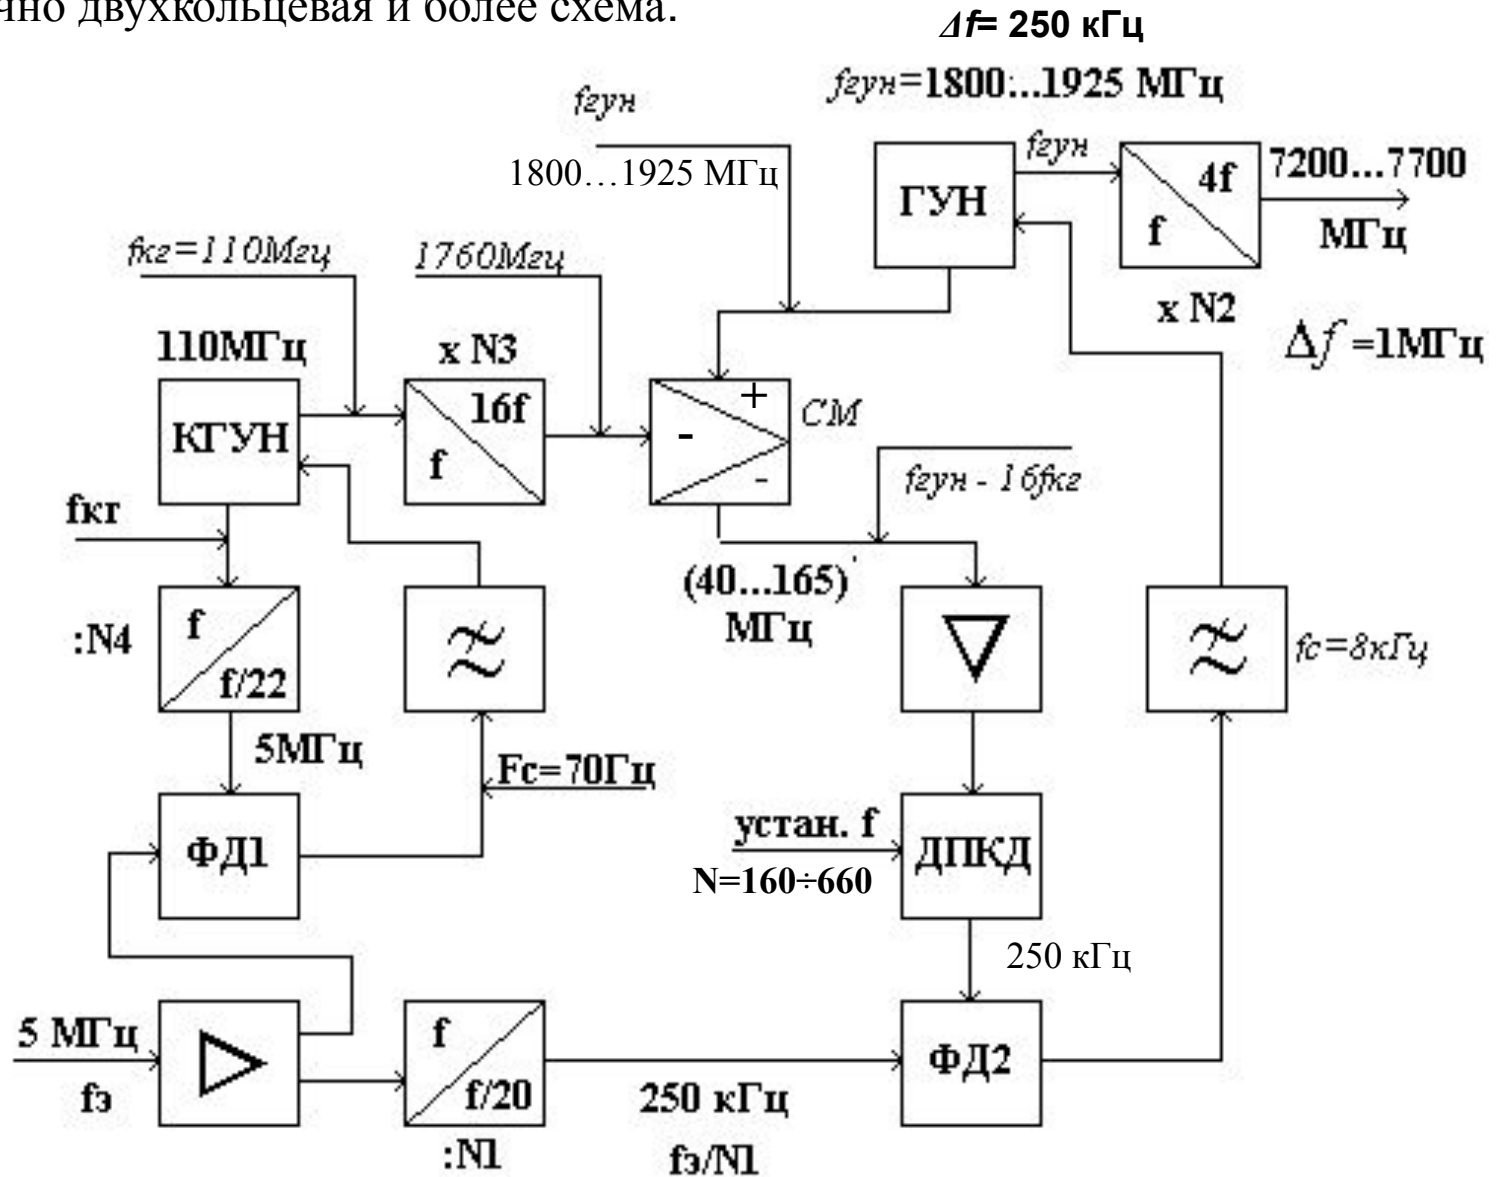 чно двухкольцевая и более схема.
Δf= 250 кГц
fгун=1800:...1925 МГц
fгун
1800…1925 МГц
fгун
4f
f
7200...7700
МГц
ГУН
x N2
Δf =1МГц
fкг=110Мгц
1760Мгц
110МГц
x N3
КГУН
16f
f
+
-
-
СМ
fгун - 16fкг
fкг
(40...165)
МГц
:N4
f
f/22
≈
≈
fc=8кГц
5МГц
Fc=70Гц
ФД1
устан. f
N=160÷660
ДПКД
250 кГц
5 МГц
fэ
f
f/20
:N1
250 кГц
fэ/N1
ФД2